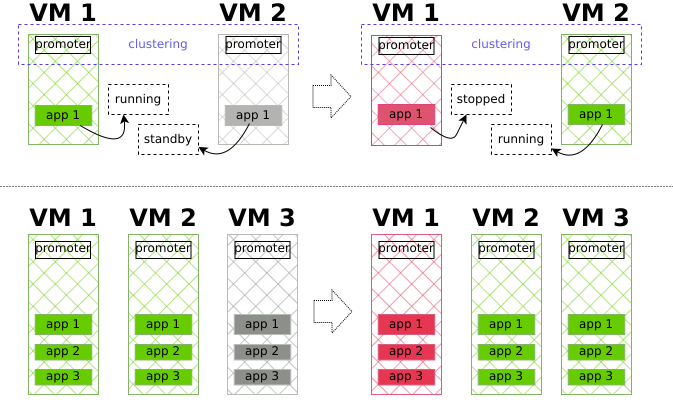 VM 1
VM 2
promoter
clustering
promoter
running
app 1
app 1
standby
VM 1
VM 2
promoter
clustering
promoter
stopped
app 1
app 1
running
VM 1
VM 2
VM 3
promoter
promoter
promoter
app 1
app 1
app 1
app 2
app 2
app 2
app 3
app 3
app 3
VM 1
VM 2
VM 3
promoter
promoter
promoter
app 1
app 1
app 1
app 2
app 2
app 2
app 3
app 3
app 3